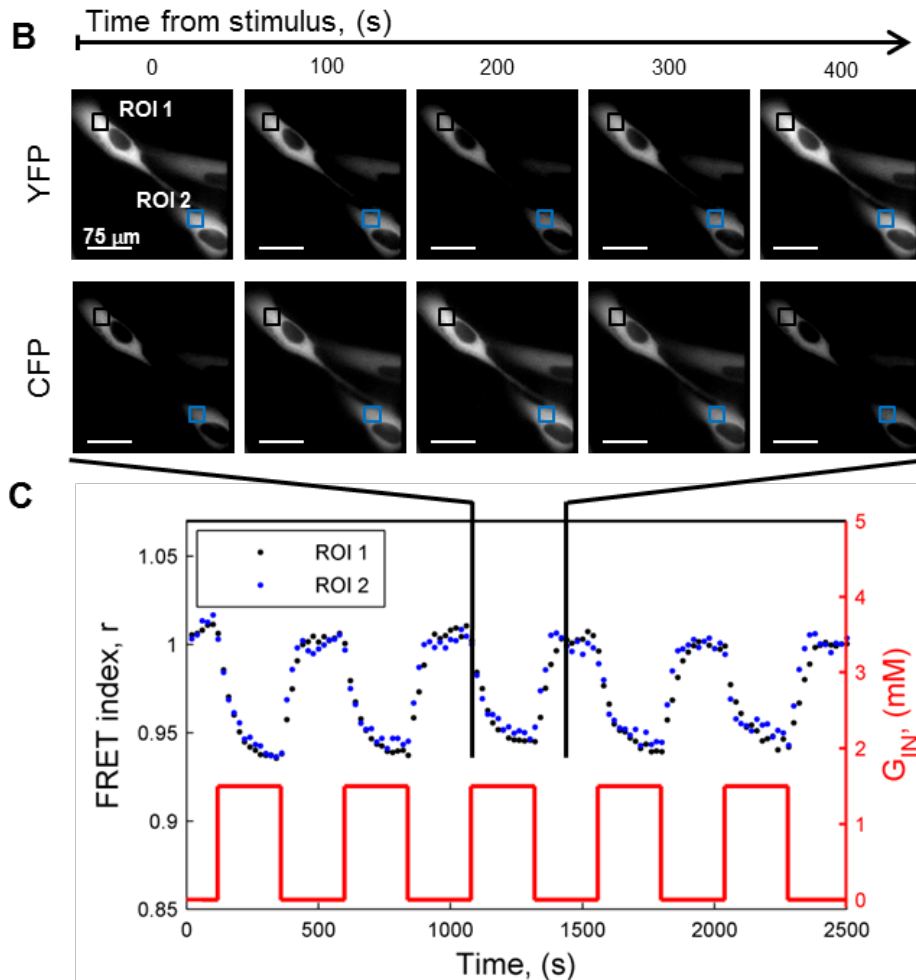 B
Time from stimulus, (s)
0 100 200 300 400
YFP
ROI 1
ROI 2
75 μm
CFP
C
ROI 1
ROI 2
FRET index, r
1.05
1
0.95
0.9
0.85
5
4
3
2
1
0
G_IN, (mM)
0 500 1000 1500 2000 2500
Time, (s)